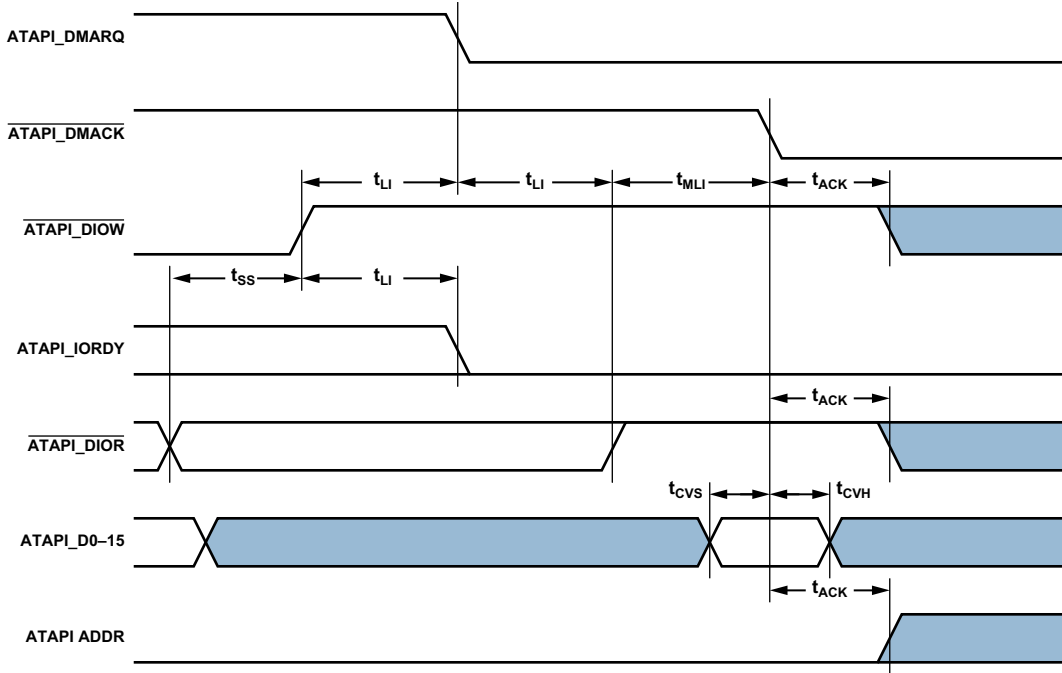 ATAPI_DMARQ
ATAPI_DMACK
tLI tLI tMLI tACK
ATAPI_DIOW
tSS tLI
ATAPI_IORDY
tACK
ATAPI_DIOR
tCVS tCVH
ATAPI_D0–15
tACK
ATAPI ADDR